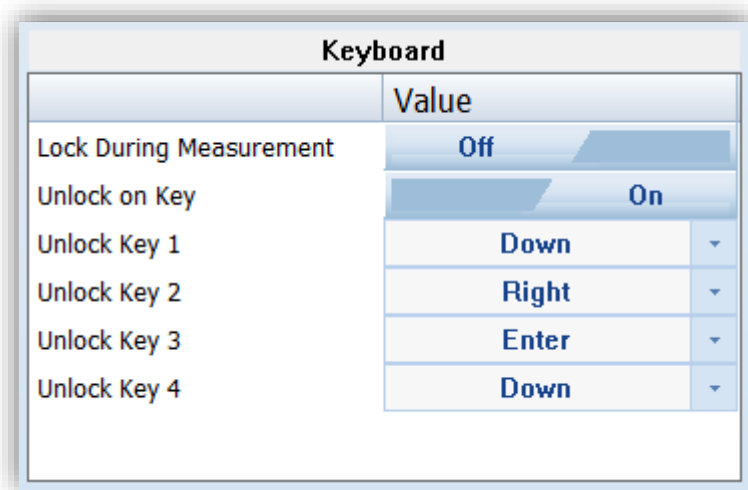 Keyboard
Value
Lock During Measurement Off
Unlock on Key On
Unlock Key 1 Down
Unlock Key 2 Right
Unlock Key 3 Enter
Unlock Key 4 Down